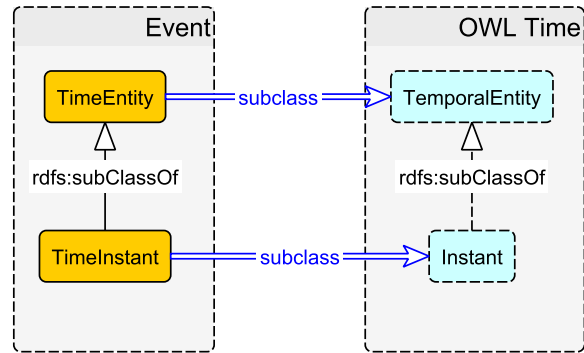 Event
OWL Time
TimeEntity
subclass
TemporalEntity
rdfs:subClassOf
rdfs:subClassOf
TimeInstant
subclass
Instant